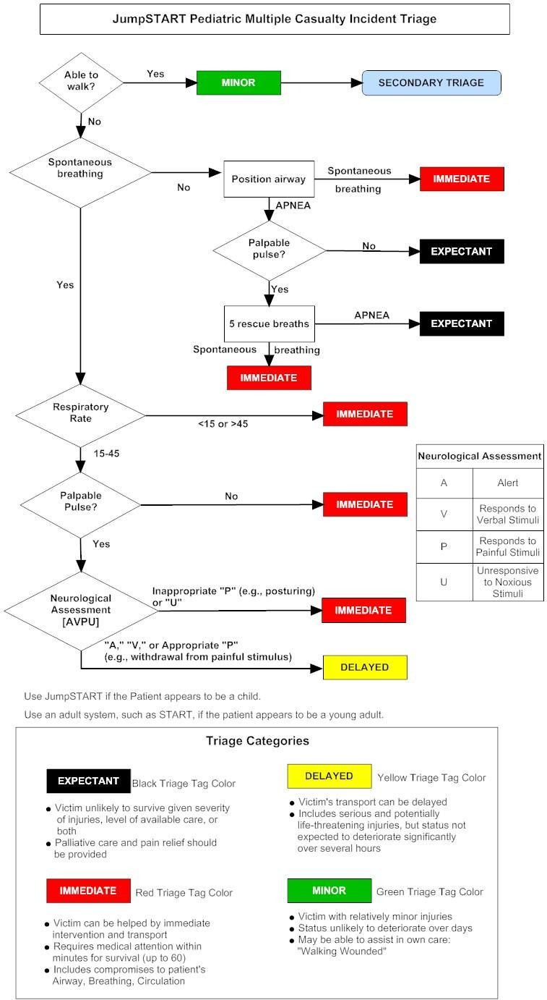 JumpSTART Pediatric Multiple Casualty Incident Triage
Able to
walk?
Yes
MINOR
SECONDARY TRIAGE
No
Spontaneous
breathing
No
Position airway
Spontaneous
breathing
IMMEDIATE
APNEA
Palpable
pulse?
No
EXPECTANT
Yes
Yes
5 rescue breaths
APNEA
EXPECTANT
Spontaneous breathing
IMMEDIATE
Respiratory
Rate
<15 or >45
IMMEDIATE
15-45
Palpable
Pulse?
No
IMMEDIATE
Yes
Neurological
Assessment
[AVPU]
Inappropriate "P" (e.g., posturing)
or "U"
IMMEDIATE
"A," "V," or Appropriate "P"
(e.g., withdrawal from painful stimulus)
DELAYED
Neurological Assessment
A Alert
V Responds to
Verbal Stimuli
P Responds to
Painful Stimuli
U Unresponsive
to Noxious
Stimuli
Use JumpSTART if the Patient appears to be a child.
Use an adult system, such as START, if the patient appears to be a young adult.
Triage Categories
EXPECTANT Black Triage Tag Color
● Victim unlikely to survive given severity
of injuries, level of available care, or
both
● Palliative care and pain relief should
be provided
DELAYED Yellow Triage Tag Color
● Victim's transport can be delayed
● Includes serious and potentially
life-threatening injuries, but status not
expected to deteriorate significantly
over several hours
IMMEDIATE Red Triage Tag Color
● Victim can be helped by immediate
intervention and transport
● Requires medical attention within
minutes for survival (up to 60)
● Includes compromises to patient's
Airway, Breathing, Circulation
MINOR Green Triage Tag Color
● Victim with relatively minor injuries
● Status unlikely to deteriorate over days
● May be able to assist in own care:
"Walking Wounded"